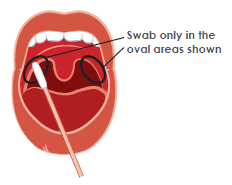 Swab only in the
oval areas shown